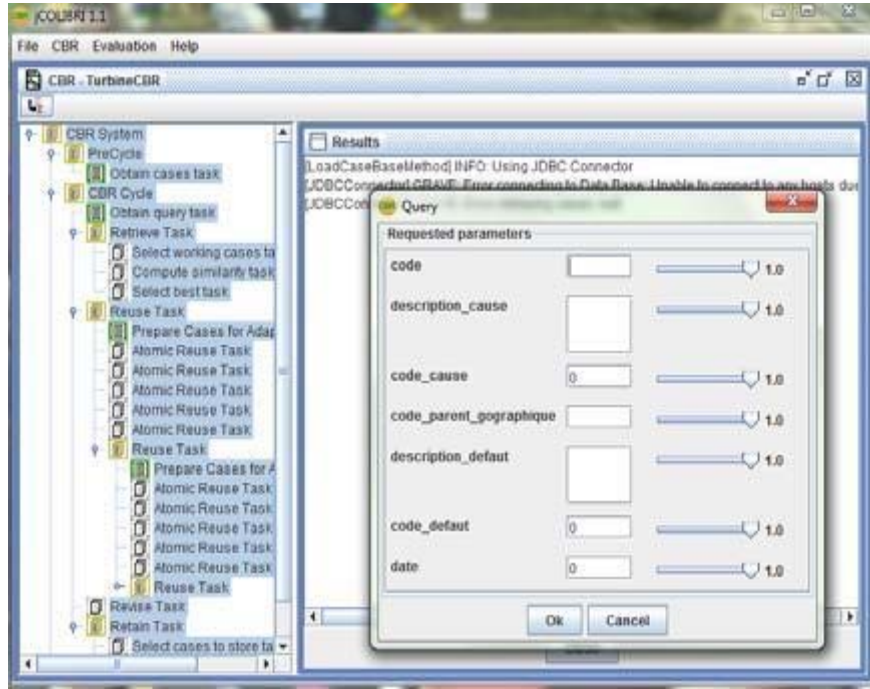 jCOLIBRI 1.1
File CBR Evaluation Help
CBR - TurbineCBR
CBR System
PreCycle
Obtain cases task
CBR Cycle
Obtain query task
Retrieve Task
Select working cases ta
Compute similarity task
Select best task
Reuse Task
Prepare Cases for Adap
Atomic Reuse Task
Atomic Reuse Task
Atomic Reuse Task
Atomic Reuse Task
Atomic Reuse Task
Reuse Task
Prepare Cases for A
Atomic Reuse Task
Atomic Reuse Task
Atomic Reuse Task
Atomic Reuse Task
Atomic Reuse Task
Reuse Task
Revise Task
Retain Task
Select cases to store ta
Results
[LoadCaseBaseMethod] INFO: Using JDBC Connector
[JDBCConnector] GRAVE: Error connecting to Data Base: Unable to connect to any hosts due
[JDBCCon
Query
Requested parameters
code 1.0
description_cause 1.0
code_cause 0 1.0
code_parent_gographique 1.0
description_defaut 1.0
code_defaut 0 1.0
date 0 1.0
Ok Cancel